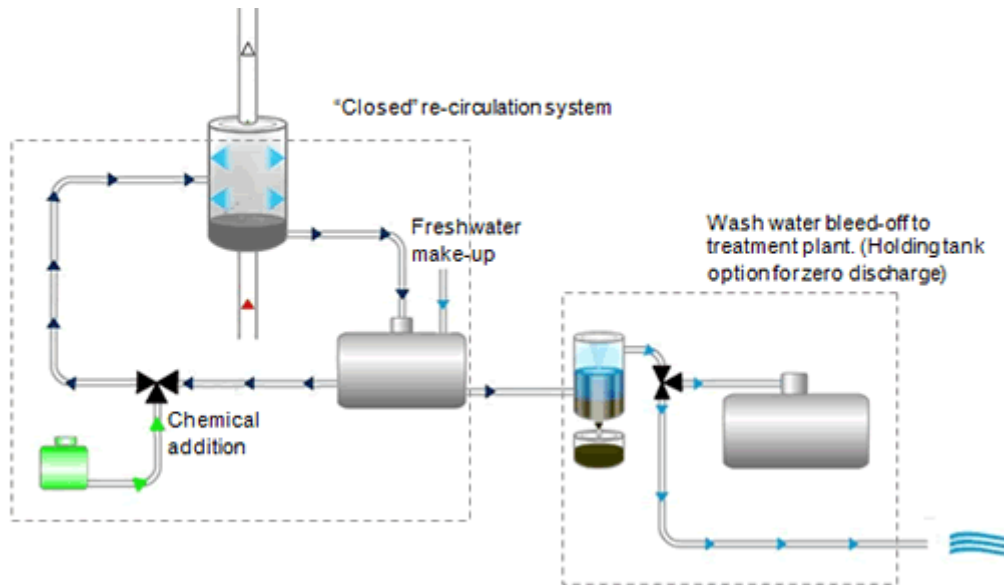 "Closed" re-circulation system
Freshwater
make-up
Wash water bleed-off to
treatment plant. (Holding tank
option for zero discharge)
Chemical
addition